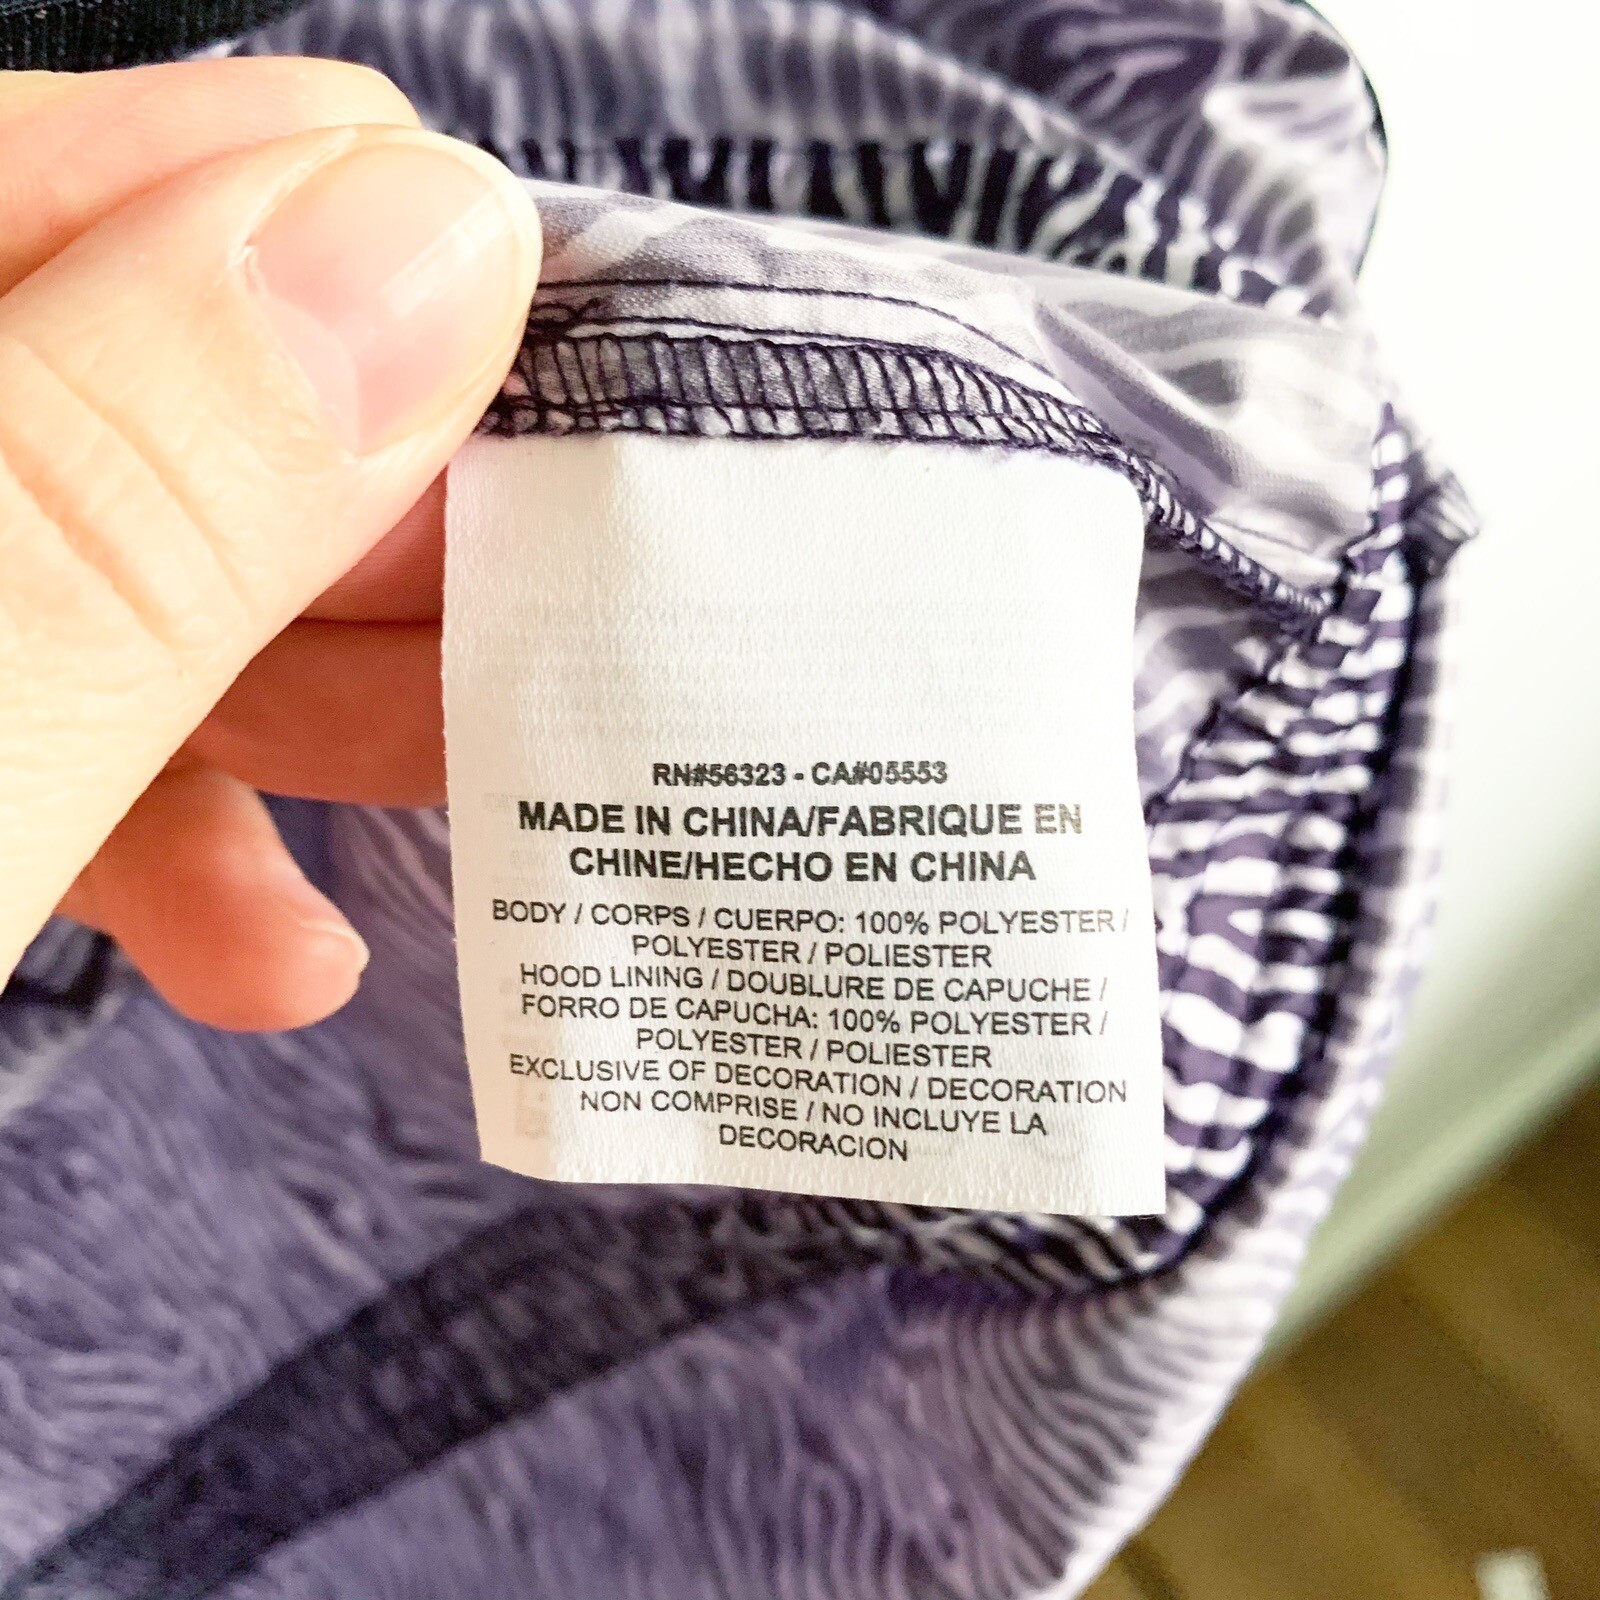 RN#56323 - CA#05553
MADE IN CHINA/FABRIQUE EN
CHINE/HECHO EN CHINA
BODY / CORPS / CUERPO: 100% POLYESTER /
POLYESTER / POLIESTER
HOOD LINING / DOUBLURE DE CAPUCHE /
FORRO DE CAPUCHA: 100% POLYESTER /
POLYESTER / POLIESTER
EXCLUSIVE OF DECORATION / DECORATION
NON COMPRISE / NO INCLUYE LA
DECORACION